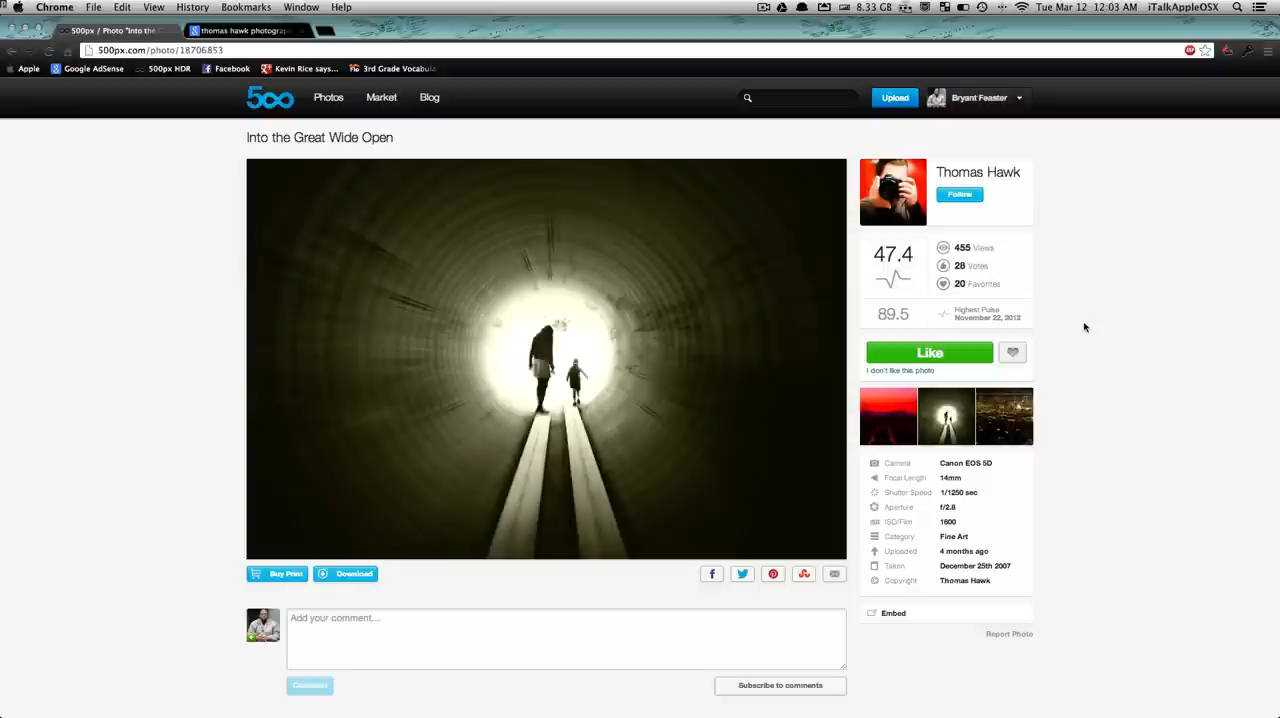 Chrome File Edit View History Bookmarks Window Help 8.33 GB Tue Mar 12 12:03 AM iTalkAppleOSX
500px / Photo "Into the
thomas hawk photograp
500px.com/photo/18706853
Apple Google AdSense 500px HDR Facebook Kevin Rice says... 3rd Grade Vocabula
500 Photos Market Blog Upload Bryant Feaster
Into the Great Wide Open
Thomas Hawk
Follow
47.4
455 Views
28 Votes
20 Favorites
89.5
Highest Pulse
November 22, 2012
Like
I don't like this photo
Camera Canon EOS 5D
Focal Length 14mm
Shutter Speed 1/1250 sec
Aperture f/2.8
ISO/Film 1600
Category Fine Art
Uploaded 4 months ago
Taken December 25th 2007
Copyright Thomas Hawk
Embed
Report Photo
Buy Print Download
Add your comment...
Comment
Subscribe to comments